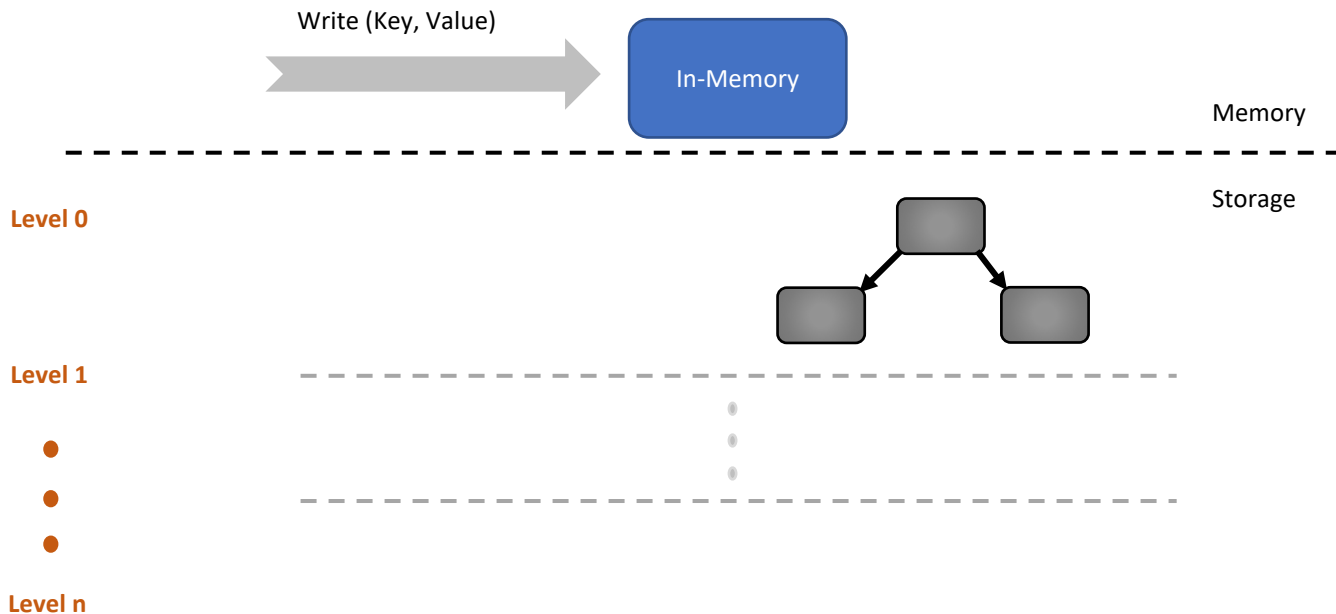 Write (Key, Value)
In-Memory
Memory
Storage
Level 0
Level 1
Level n